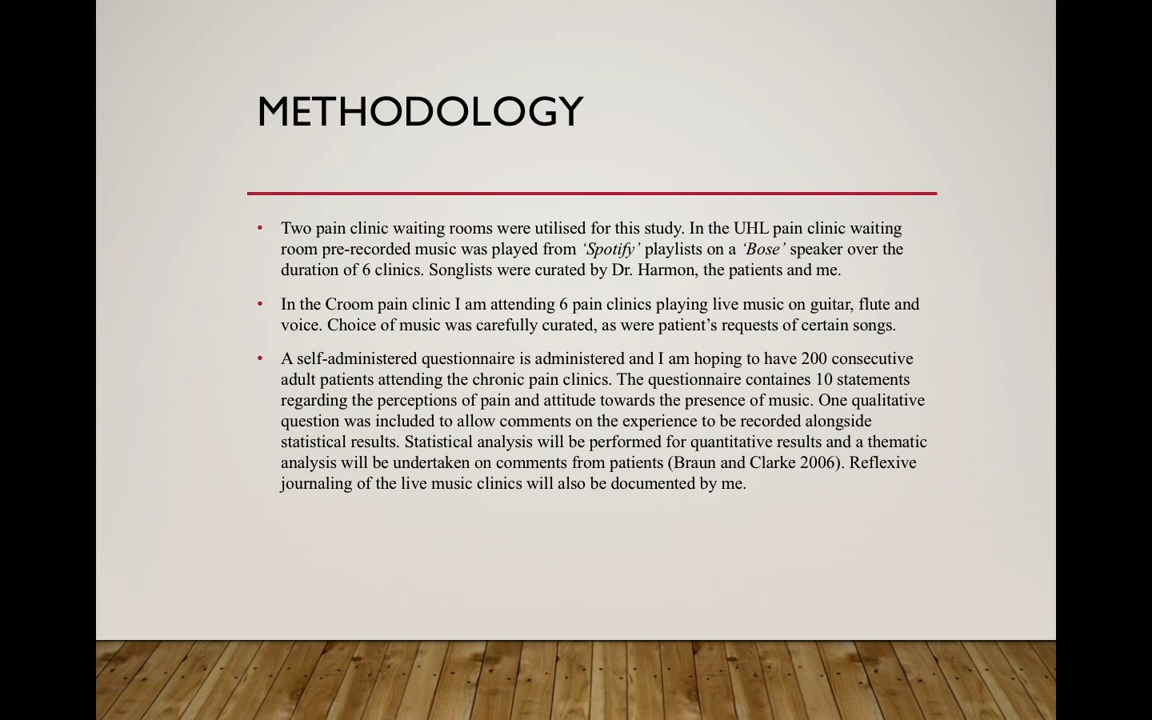 METHODOLOGY
• Two pain clinic waiting rooms were utilised for this study. In the UHL pain clinic waiting
room pre-recorded music was played from ‘Spotify’ playlists on a ‘Bose’ speaker over the
duration of 6 clinics. Songlists were curated by Dr. Harmon, the patients and me.
• In the Croom pain clinic I am attending 6 pain clinics playing live music on guitar, flute and
voice. Choice of music was carefully curated, as were patient’s requests of certain songs.
• A self-administered questionnaire is administered and I am hoping to have 200 consecutive
adult patients attending the chronic pain clinics. The questionnaire containes 10 statements
regarding the perceptions of pain and attitude towards the presence of music. One qualitative
question was included to allow comments on the experience to be recorded alongside
statistical results. Statistical analysis will be performed for quantitative results and a thematic
analysis will be undertaken on comments from patients (Braun and Clarke 2006). Reflexive
journaling of the live music clinics will also be documented by me.